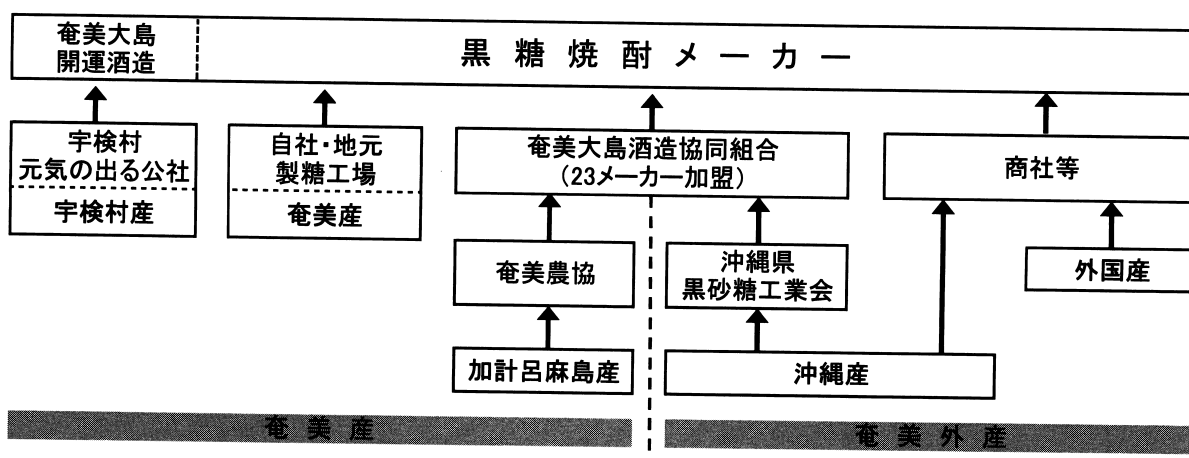 奄美大島
開運酒造
黒糖焼酎メーカー
宇検村
元気の出る公社
宇検村産
自社・地元
製糖工場
奄美産
奄美大島酒造協同組合
(23メーカー加盟)
商社等
奄美農協
沖縄県
黒砂糖工業会
外国産
加計呂麻島産
沖縄産
奄美産
奄美外産